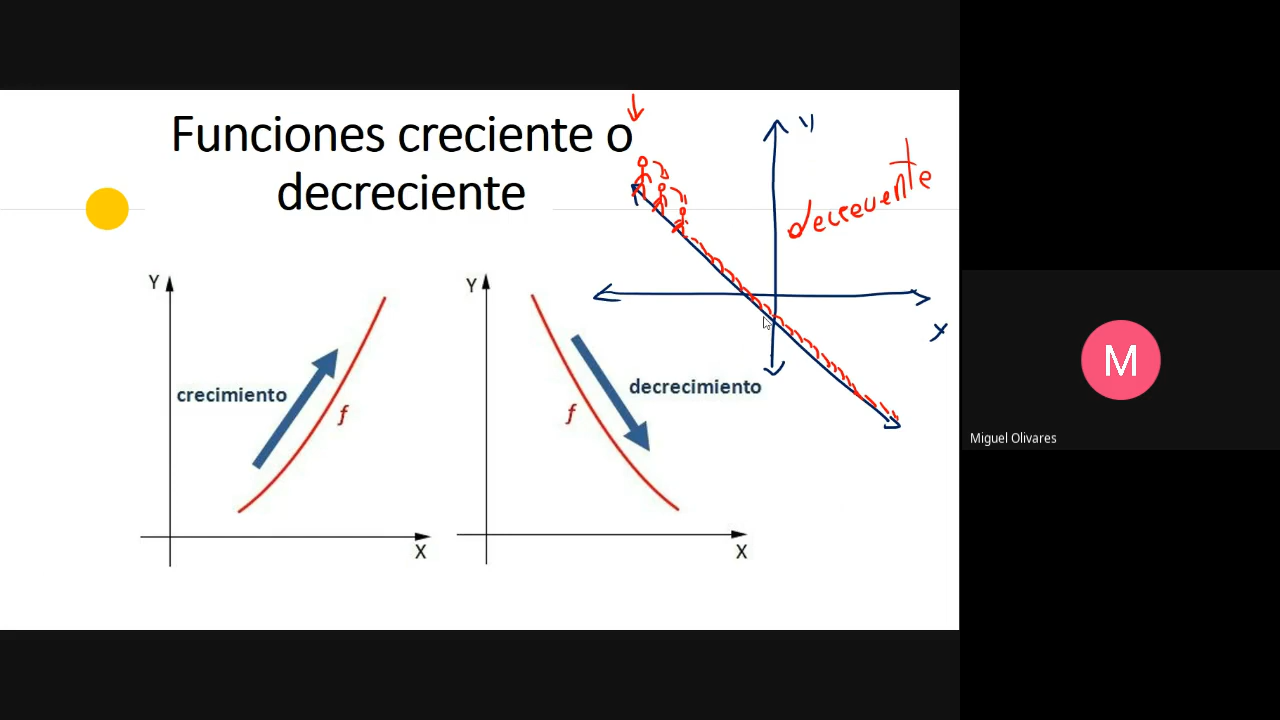 Funciones creciente o
decreciente
y
decreciente
x
Y
crecimiento
f
X
Y
decrecimiento
f
X
M
Miguel Olivares